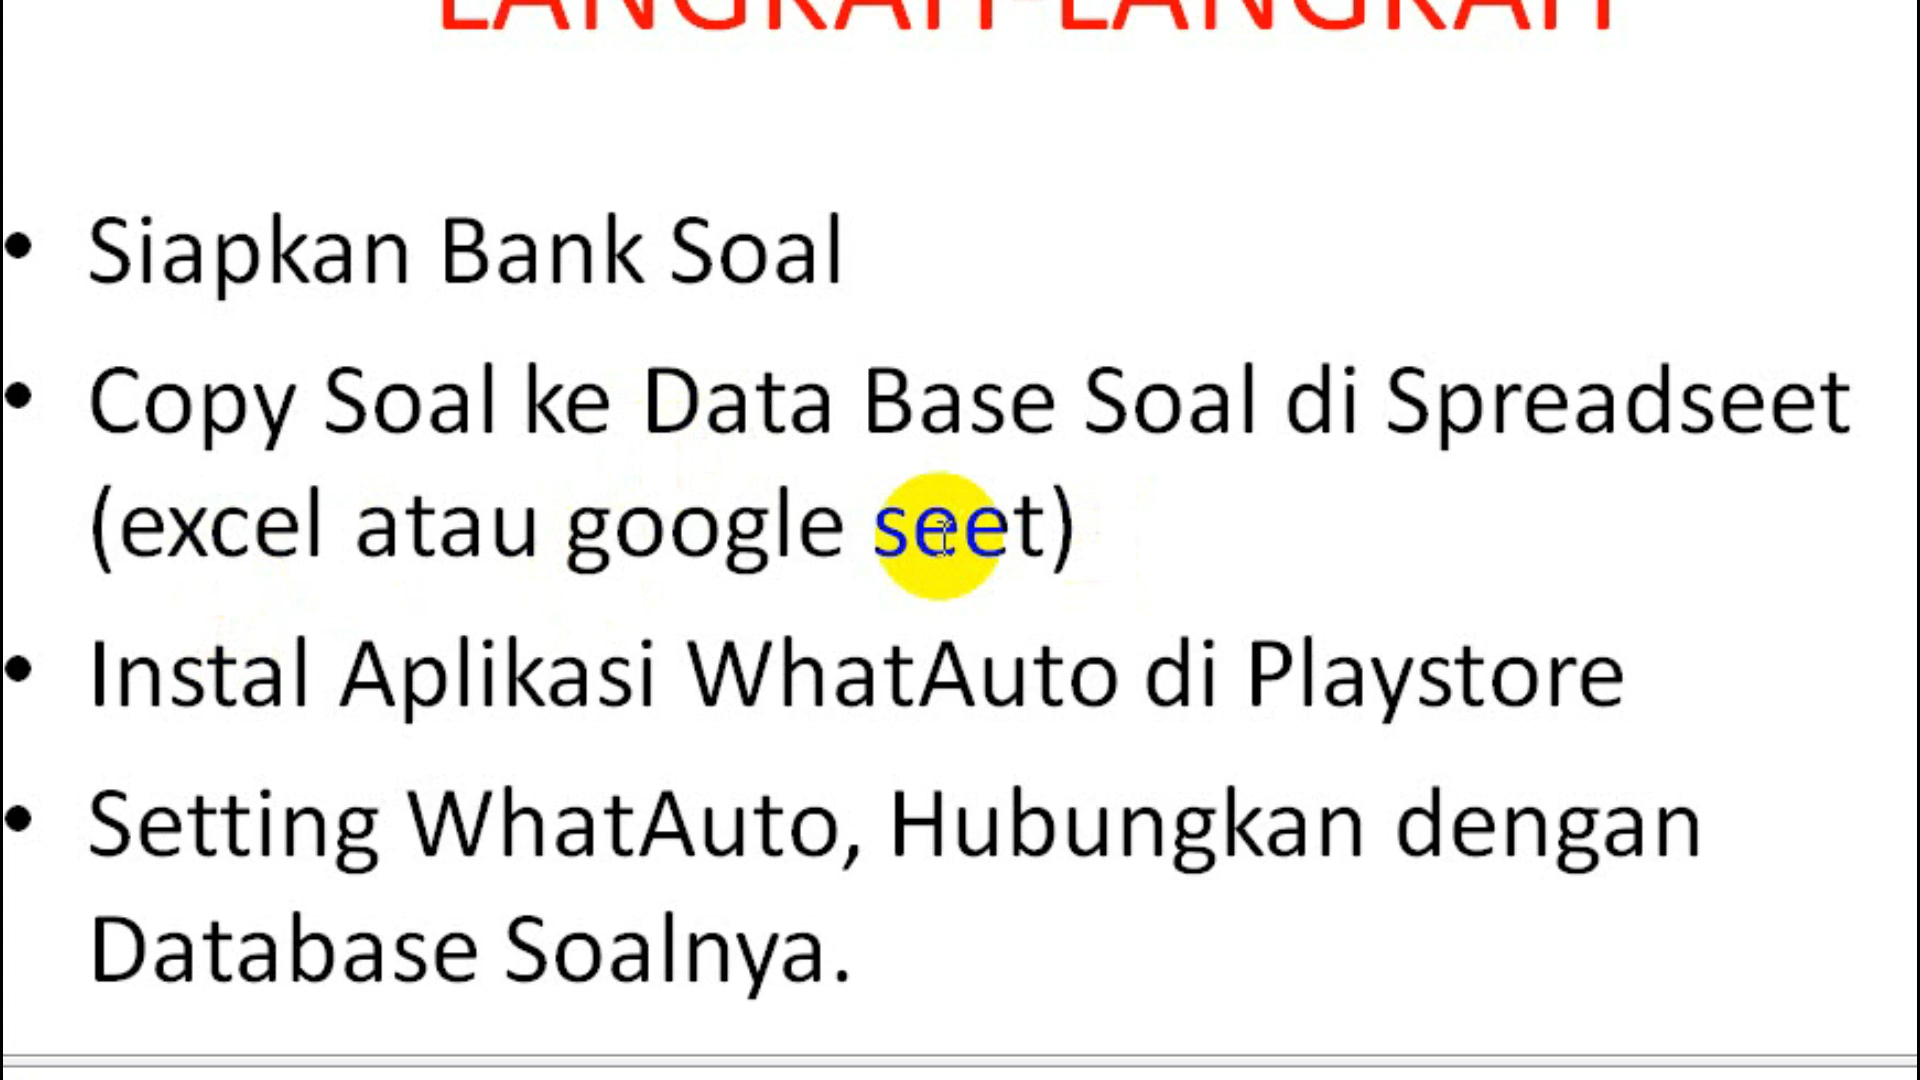 LANGKAH-LANGKAH
• Siapkan Bank Soal
• Copy Soal ke Data Base Soal di Spreadseet
(excel atau google seet)
• Instal Aplikasi WhatAuto di Playstore
• Setting WhatAuto, Hubungkan dengan
Database Soalnya.